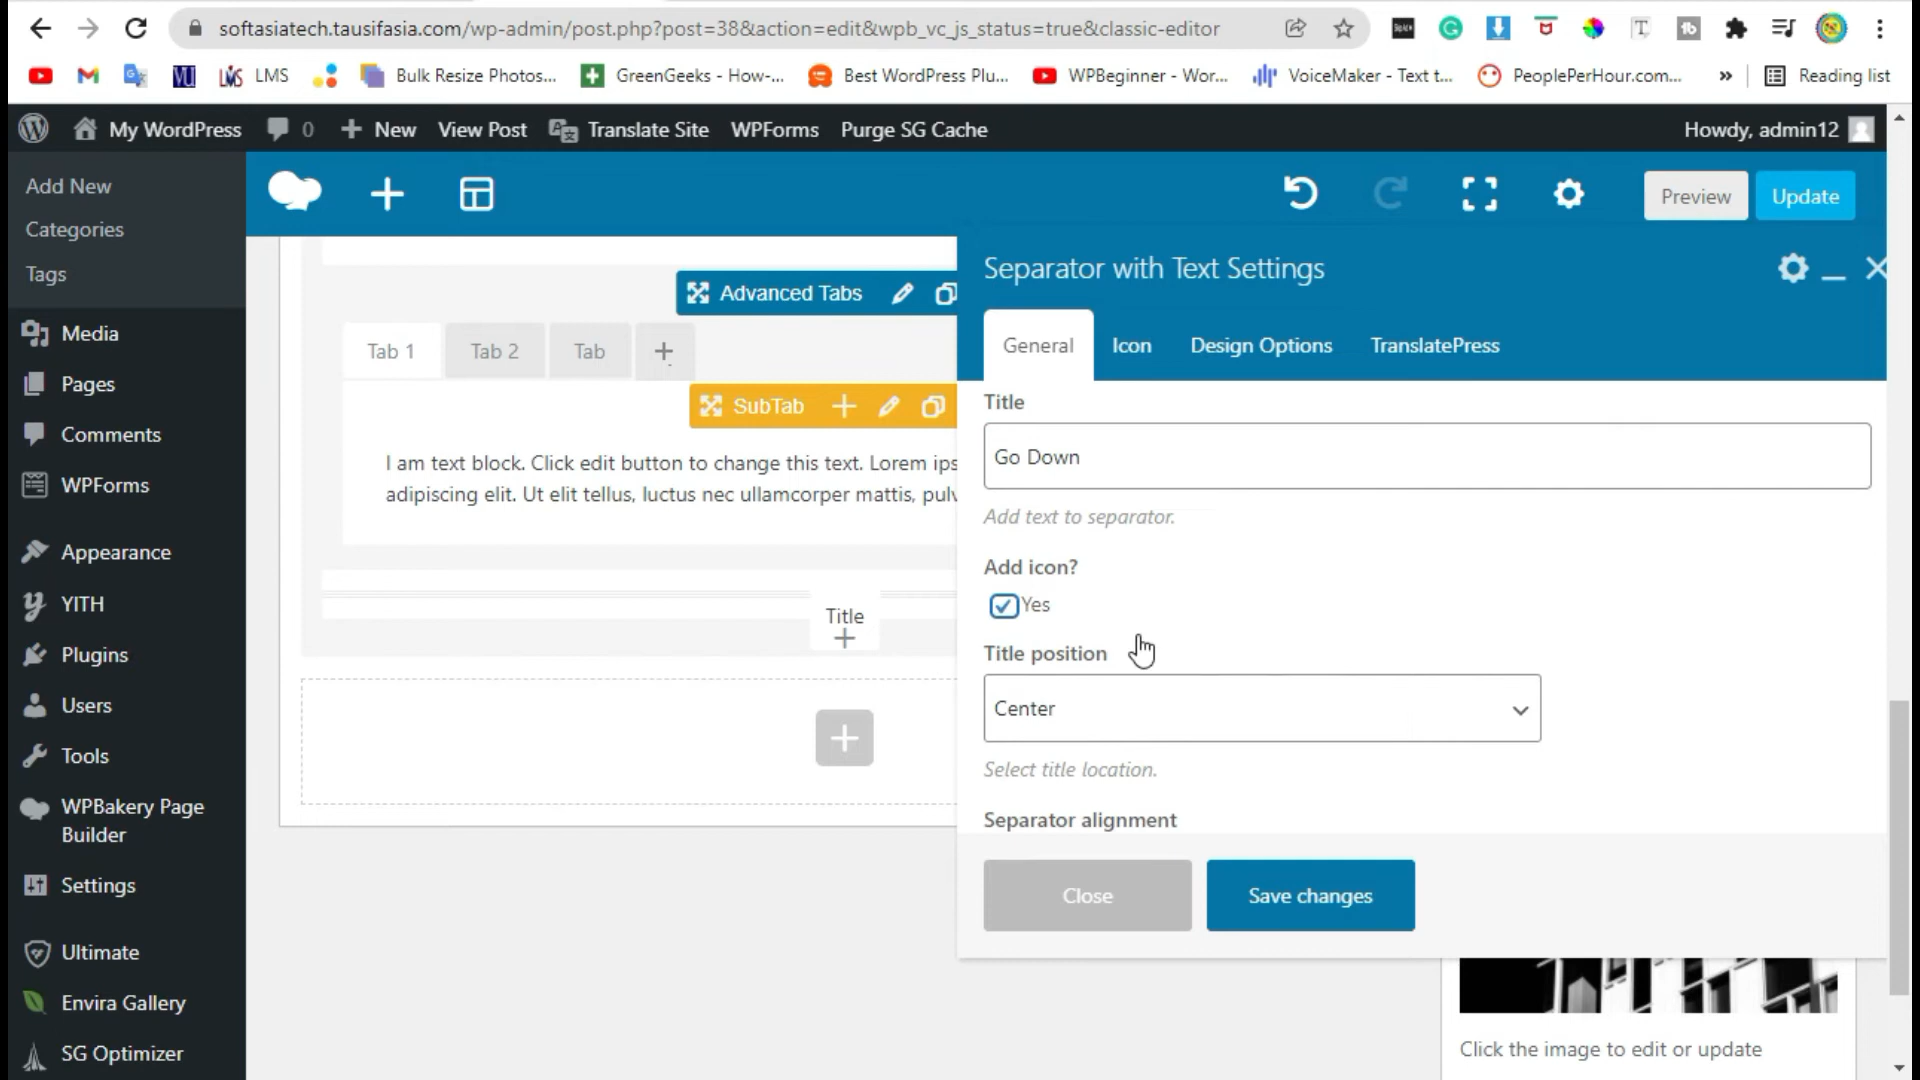 softasiatech.tausifasia.com/wp-admin/post.php?post=38&action=edit&wpb_vc_js_status=true&classic-editor
LMS
Bulk Resize Photos...
GreenGeeks - How-...
Best WordPress Plu...
WPBeginner - Wor...
VoiceMaker - Text t...
PeoplePerHour.com...
»
Reading list
My WordPress
0
New
View Post
Translate Site
WPForms
Purge SG Cache
Howdy, admin12
Add New
Categories
Tags
Media
Pages
Comments
WPForms
Appearance
YITH
Plugins
Users
Tools
WPBakery Page
Builder
Settings
Ultimate
Envira Gallery
SG Optimizer
Preview
Update
Advanced Tabs
Tab 1
Tab 2
Tab
SubTab
I am text block. Click edit button to change this text. Lorem ips
adipiscing elit. Ut elit tellus, luctus nec ullamcorper mattis, pulv
Title
Separator with Text Settings
General
Icon
Design Options
TranslatePress
Title
Go Down
Add text to separator.
Add icon?
Yes
Title position
Center
Select title location.
Separator alignment
Close
Save changes
Click the image to edit or update